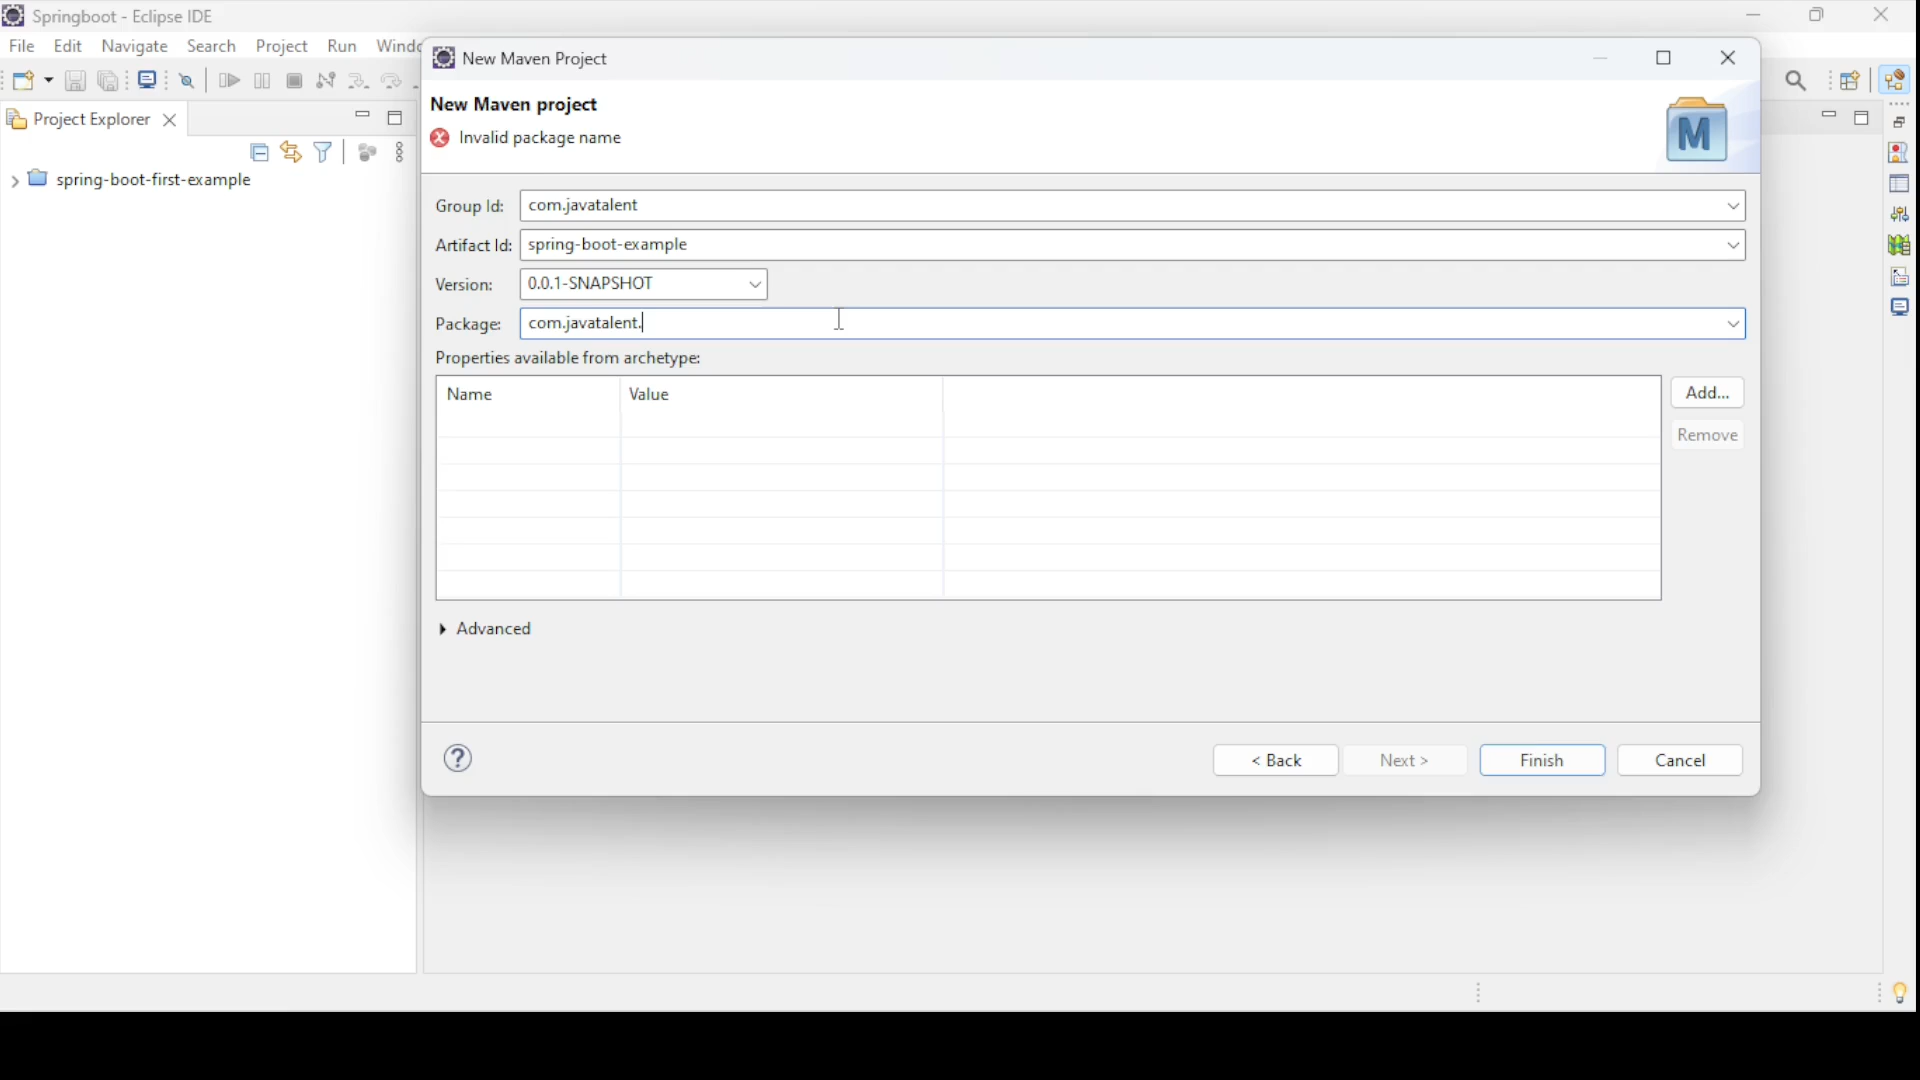 Springboot - Eclipse IDE
File Edit Navigate Search Project Run
New Maven Project
New Maven project
Invalid package name
Project Explorer
spring-boot-first-example
Group Id: com.javatalent
Artifact Id: spring-boot-example
Version: 0.0.1-SNAPSHOT
Package: com.javatalent.
Properties available from archetype:
Name Value
Add...
Remove
Advanced
< Back Next > Finish Cancel